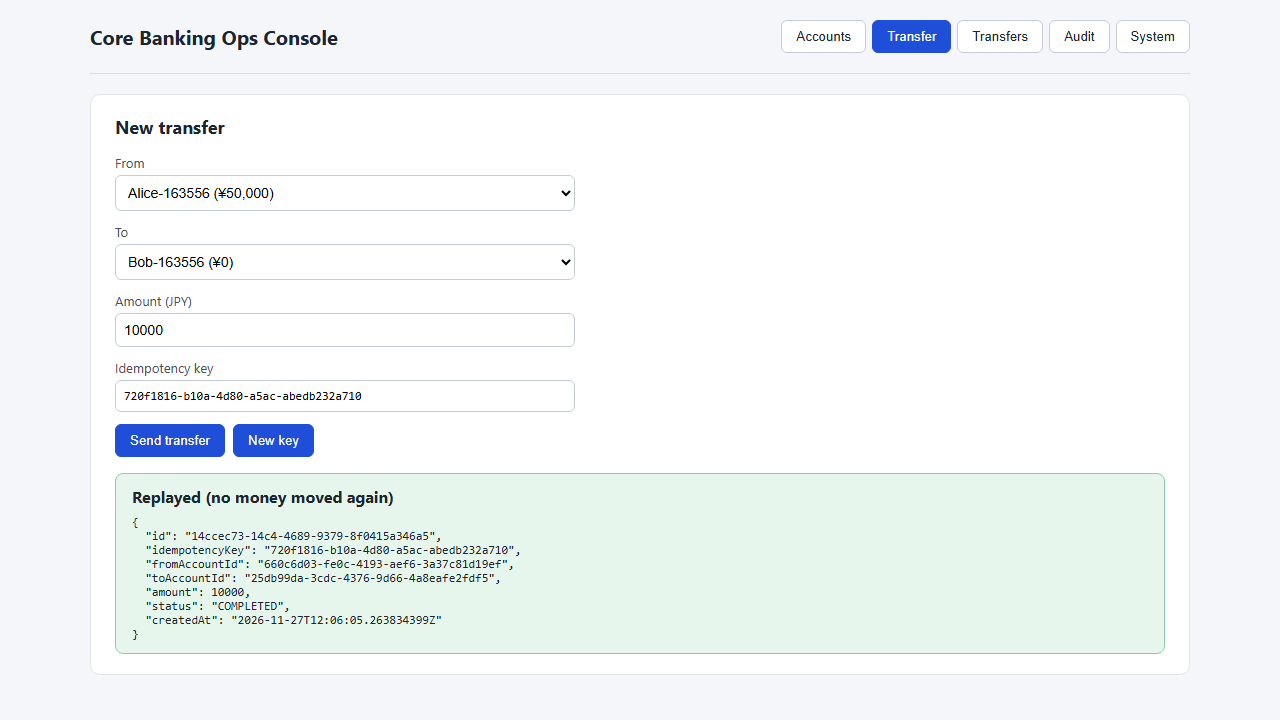 Core Banking Ops Console
Accounts
Transfer
Transfers
Audit
System
New transfer
From
Alice-163556 (¥50,000)
To
Bob-163556 (¥0)
Amount (JPY)
10000
Idempotency key
720f1816-b10a-4d80-a5ac-abedb232a710
Send transfer
New key
Replayed (no money moved again)
{
  "id": "14ccec73-14c4-4689-9379-8f0415a346a5",
  "idempotencyKey": "720f1816-b10a-4d80-a5ac-abedb232a710",
  "fromAccountId": "660c6d03-fe0c-4193-aef6-3a37c81d19ef",
  "toAccountId": "25db99da-3cdc-4376-9d66-4a8eafe2fdf5",
  "amount": 10000,
  "status": "COMPLETED",
  "createdAt": "2026-11-27T12:06:05.263834399Z"
}